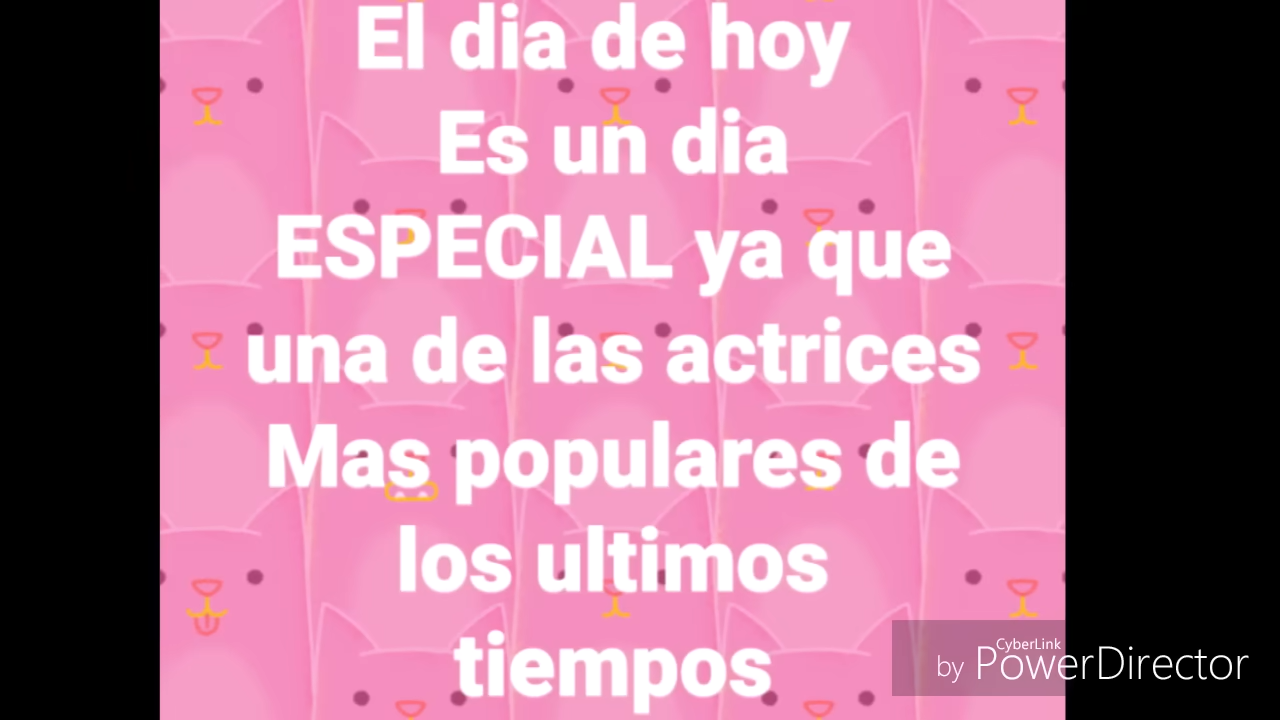 El dia de hoy
Es un dia
ESPECIAL ya que
una de las actrices
Mas populares de
los ultimos
tiempos
CyberLink
by PowerDirector